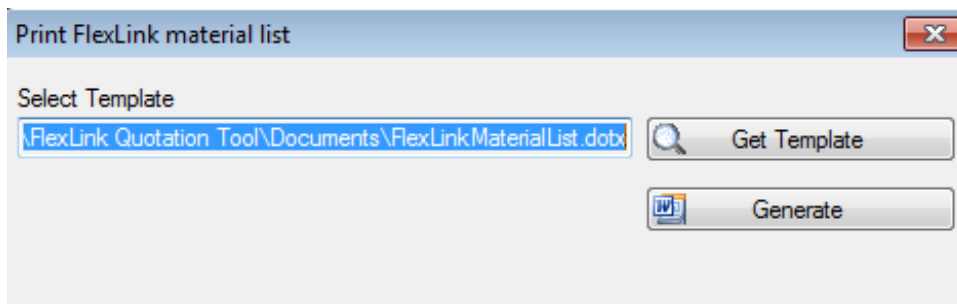 Print FlexLink material list
Select Template
\FlexLink Quotation Tool\Documents\FlexLinkMaterialList.dotx
Get Template
Generate